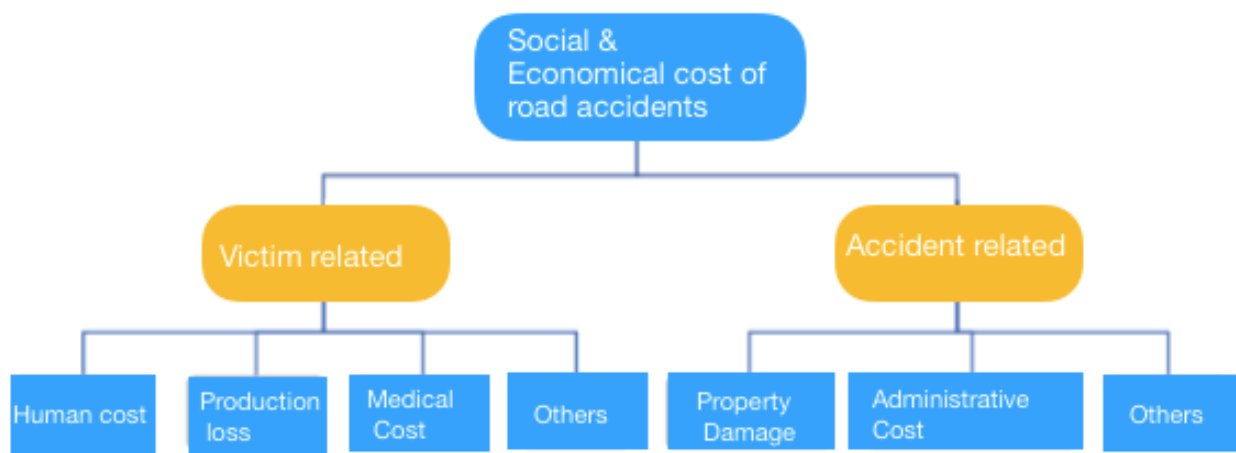 Social &
Economical cost of
road accidents
Victim related
Accident related
Human cost
Production
loss
Medical
Cost
Others
Property
Damage
Administrative
Cost
Others